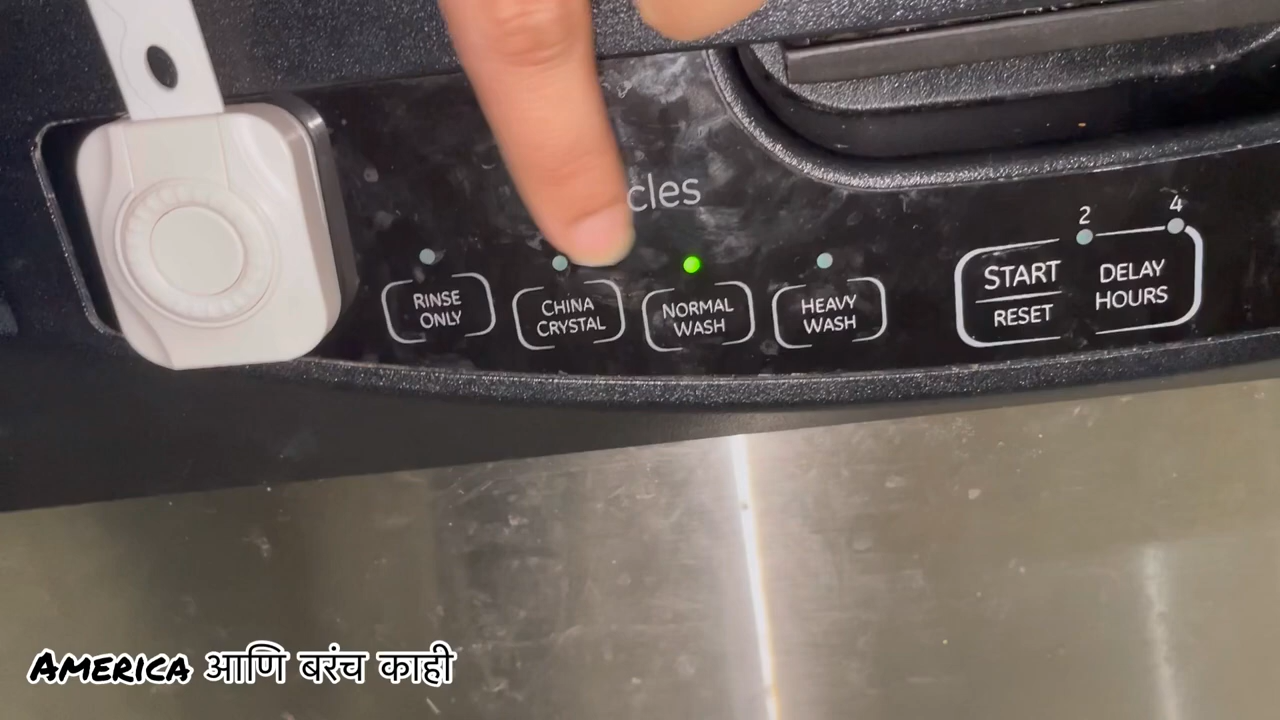 cles
RINSE
ONLY
CHINA
CRYSTAL
NORMAL
WASH
HEAVY
WASH
START
RESET
2
4
DELAY
HOURS
AMERICA आणि बरंच काही